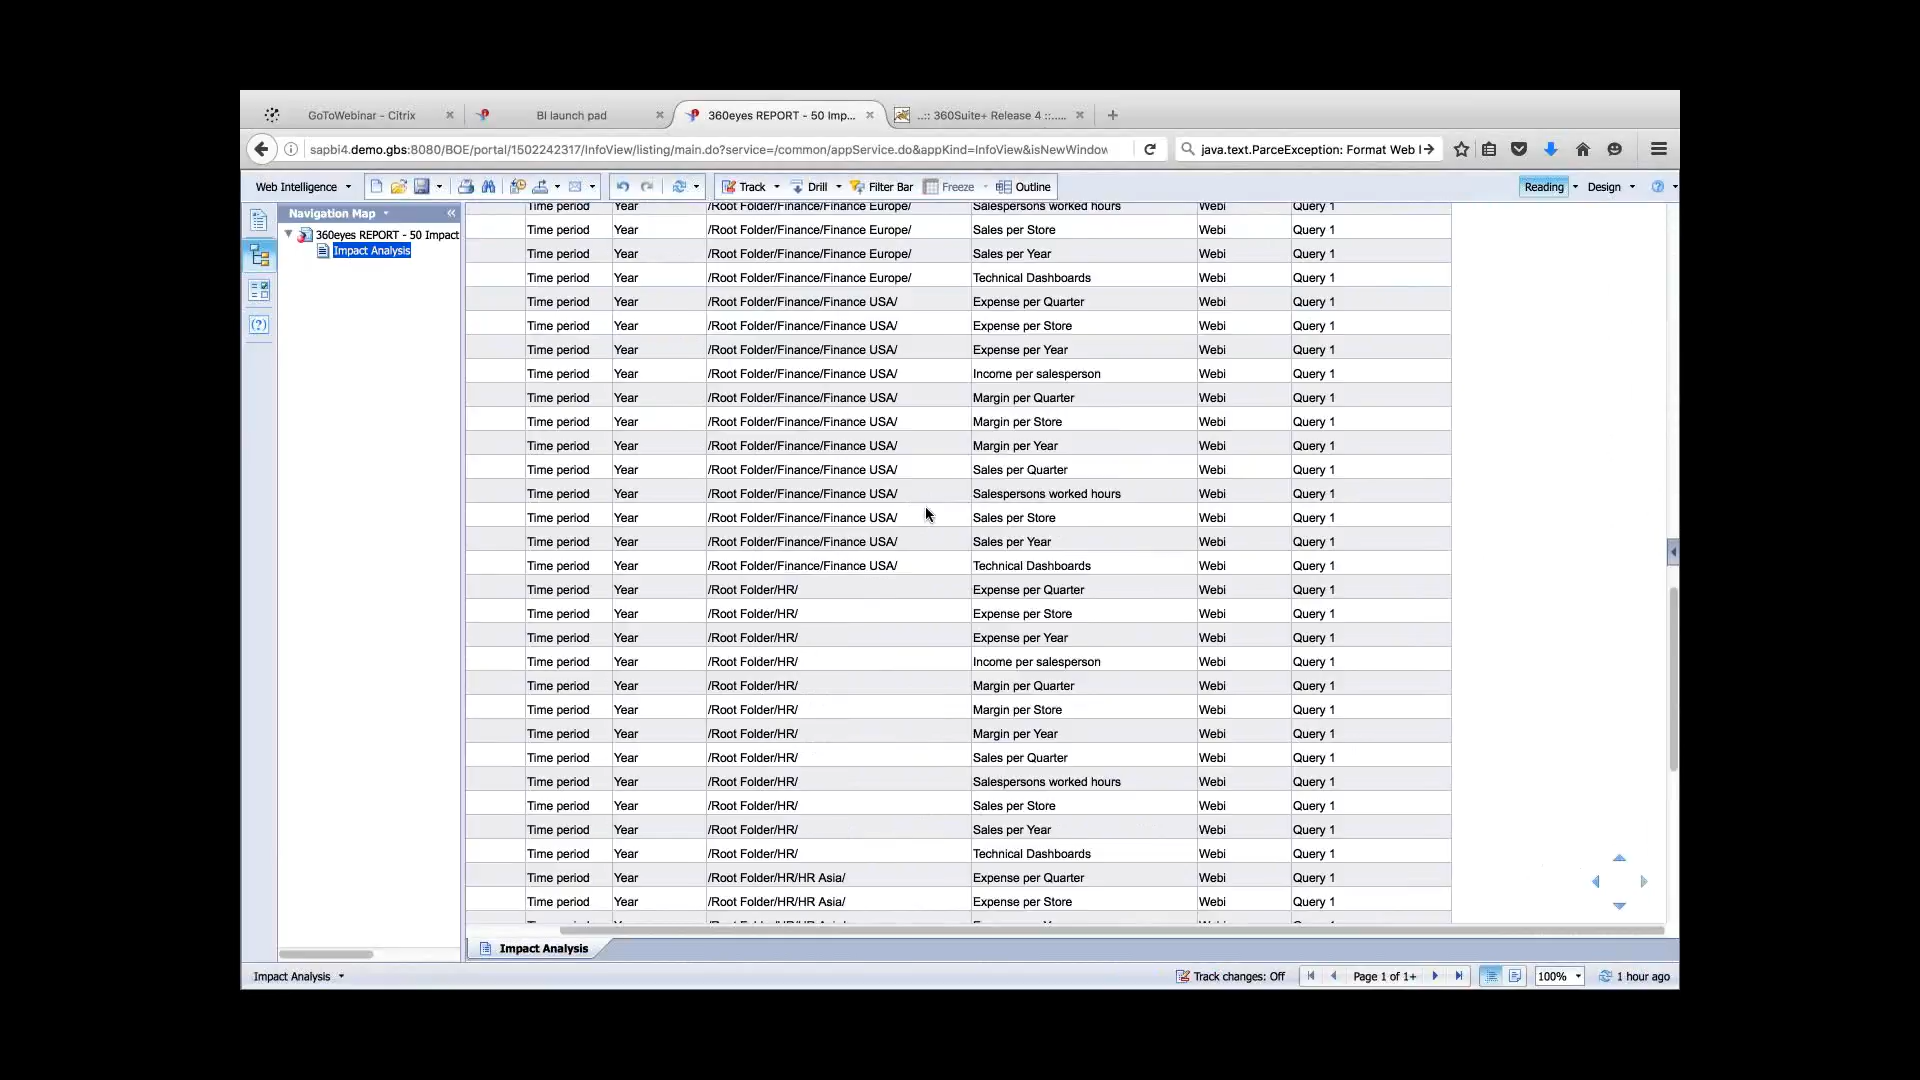 GoToWebinar - Citrix × BI launch pad × 360eyes REPORT - 50 Imp... × ..:: 360Suite+ Release 4 ::..... × +
sapbi4.demo.gbs:8080/BOE/portal/1502242317/InfoView/listing/main.do?service=/common/appService.do&appKind=InfoView&isNewWindow java.text.ParceException: Format Web I
Web Intelligence Track Drill Filter Bar Freeze Outline Reading Design
Navigation Map
360eyes REPORT - 50 Impact
Impact Analysis
Time period Year /Root Folder/Finance/Finance Europe/ Salespersons worked hours Webi Query 1
Time period Year /Root Folder/Finance/Finance Europe/ Sales per Store Webi Query 1
Time period Year /Root Folder/Finance/Finance Europe/ Sales per Year Webi Query 1
Time period Year /Root Folder/Finance/Finance Europe/ Technical Dashboards Webi Query 1
Time period Year /Root Folder/Finance/Finance USA/ Expense per Quarter Webi Query 1
Time period Year /Root Folder/Finance/Finance USA/ Expense per Store Webi Query 1
Time period Year /Root Folder/Finance/Finance USA/ Expense per Year Webi Query 1
Time period Year /Root Folder/Finance/Finance USA/ Income per salesperson Webi Query 1
Time period Year /Root Folder/Finance/Finance USA/ Margin per Quarter Webi Query 1
Time period Year /Root Folder/Finance/Finance USA/ Margin per Store Webi Query 1
Time period Year /Root Folder/Finance/Finance USA/ Margin per Year Webi Query 1
Time period Year /Root Folder/Finance/Finance USA/ Sales per Quarter Webi Query 1
Time period Year /Root Folder/Finance/Finance USA/ Salespersons worked hours Webi Query 1
Time period Year /Root Folder/Finance/Finance USA/ Sales per Store Webi Query 1
Time period Year /Root Folder/Finance/Finance USA/ Sales per Year Webi Query 1
Time period Year /Root Folder/Finance/Finance USA/ Technical Dashboards Webi Query 1
Time period Year /Root Folder/HR/ Expense per Quarter Webi Query 1
Time period Year /Root Folder/HR/ Expense per Store Webi Query 1
Time period Year /Root Folder/HR/ Expense per Year Webi Query 1
Time period Year /Root Folder/HR/ Income per salesperson Webi Query 1
Time period Year /Root Folder/HR/ Margin per Quarter Webi Query 1
Time period Year /Root Folder/HR/ Margin per Store Webi Query 1
Time period Year /Root Folder/HR/ Margin per Year Webi Query 1
Time period Year /Root Folder/HR/ Sales per Quarter Webi Query 1
Time period Year /Root Folder/HR/ Salespersons worked hours Webi Query 1
Time period Year /Root Folder/HR/ Sales per Store Webi Query 1
Time period Year /Root Folder/HR/ Sales per Year Webi Query 1
Time period Year /Root Folder/HR/ Technical Dashboards Webi Query 1
Time period Year /Root Folder/HR/HR Asia/ Expense per Quarter Webi Query 1
Time period Year /Root Folder/HR/HR Asia/ Expense per Store Webi Query 1
Impact Analysis
Impact Analysis Track changes: Off Page 1 of 1+ 100% 1 hour ago